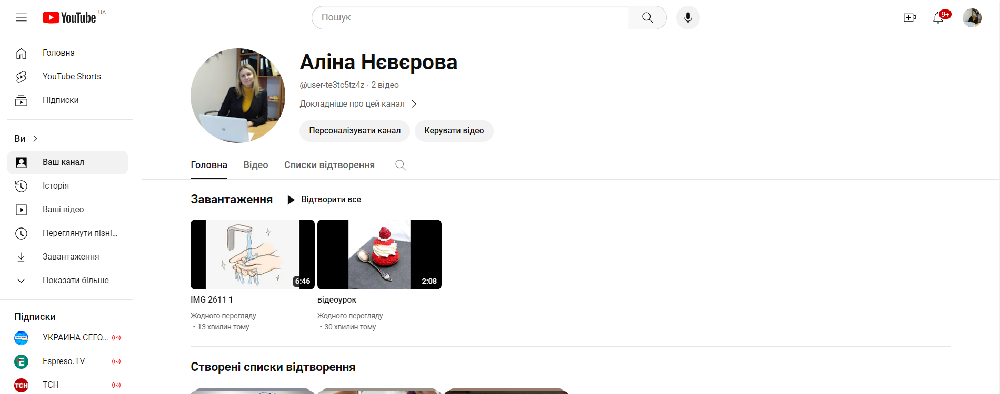 YouTube UA
Пошук
9+
Головна
YouTube Shorts
Підписки
Ви
Ваш канал
Історія
Ваші відео
Переглянути пізні...
Завантаження
Показати більше
Підписки
УКРАИНА СЕГО...
Espreso.TV
ТСН
Аліна Нєвєрова
@user-te3tc5tz4z · 2 відео
Докладніше про цей канал
Персоналізувати канал
Керувати відео
Головна
Відео
Списки відтворення
Завантаження
Відтворити все
6:46
IMG 2611 1
Жодного перегляду
• 13 хвилин тому
2:08
відеоурок
Жодного перегляду
• 30 хвилин тому
Створені списки відтворення